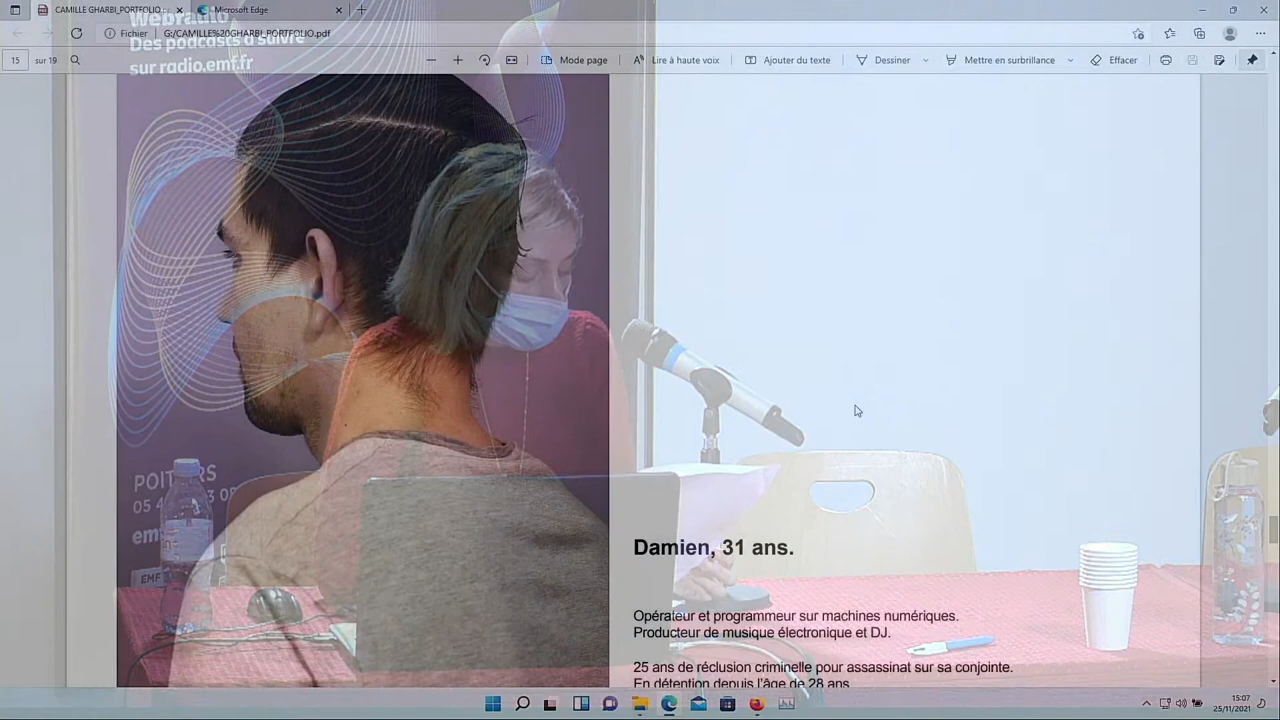 CAMILLE GHARBI_PORTFOLIO.p
Microsoft Edge
Fichier
G:/CAMILLE%20GHARBI_PORTFOLIO.pdf
15
sur 19
Mode page
Lire à haute voix
Ajouter du texte
Dessiner
Mettre en surbrillance
Effacer
Webradio
Des podcasts à suivre
sur radio.emf.fr
POITIERS
EMF
Damien, 31 ans.
Opérateur et programmeur sur machines numériques.
Producteur de musique électronique et DJ.
25 ans de réclusion criminelle pour assassinat sur sa conjointe.
En détention depuis l'âge de 28 ans
15:07
25/11/2021